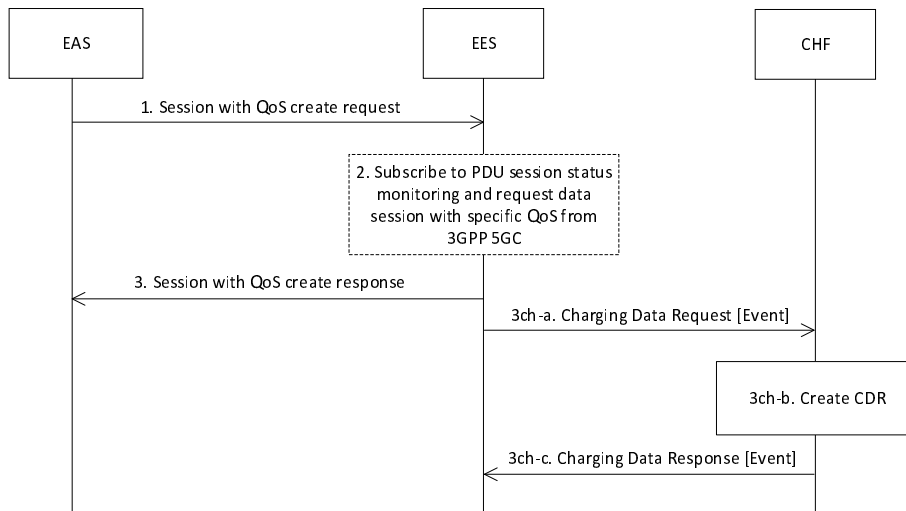 EAS
EES
CHF
1. Session with QoS create request
2. Subscribe to PDU session status
monitoring and request data
session with specific QoS from
3GPP 5GC
3. Session with QoS create response
3ch-a. Charging Data Request [Event]
3ch-b. Create CDR
3ch-c. Charging Data Response [Event]